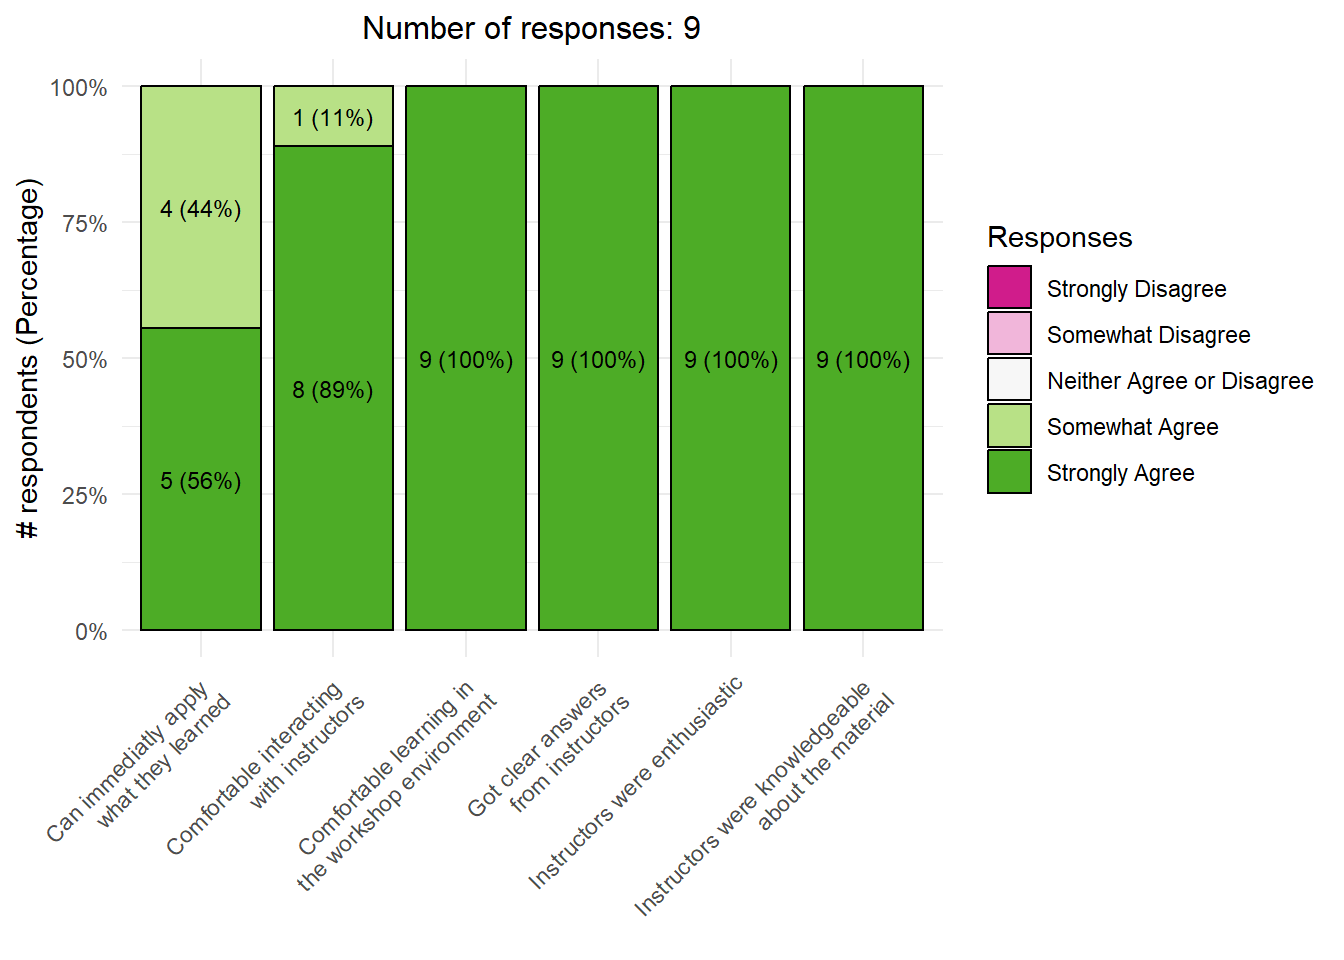 Number of responses: 9
# respondents (Percentage)
100%
75%
50%
25%
0%
4 (44%)
5 (56%)
1 (11%)
8 (89%)
9 (100%)
9 (100%)
9 (100%)
9 (100%)
Can immediatly apply
what they learned
Comfortable interacting
with instructors
Comfortable learning in
the workshop environment
Got clear answers
from instructors
Instructors were enthusiastic
Instructors were knowledgeable
about the material
Responses
Strongly Disagree
Somewhat Disagree
Neither Agree or Disagree
Somewhat Agree
Strongly Agree